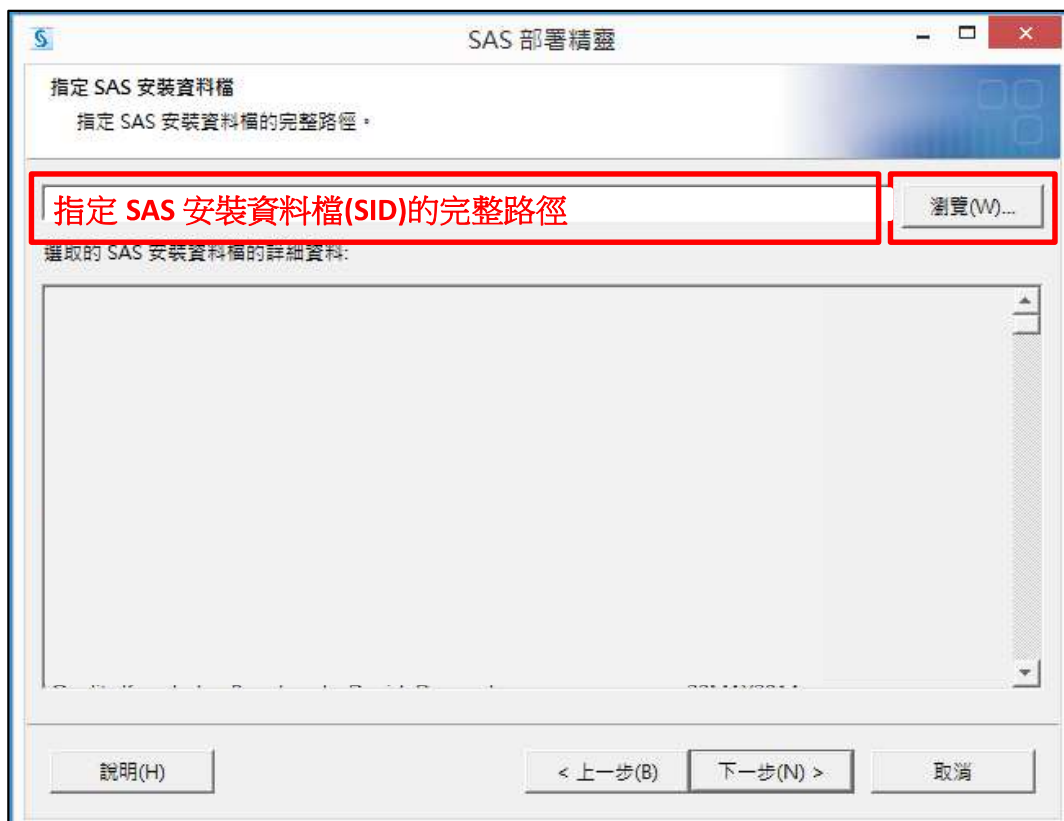 SAS 部署精靈
指定 SAS 安裝資料檔
指定 SAS 安裝資料檔的完整路徑。
指定 SAS 安裝資料檔(SID)的完整路徑
瀏覽(W)...
選取的 SAS 安裝資料檔的詳細資料:
說明(H)
< 上一步(B)
下一步(N) >
取消